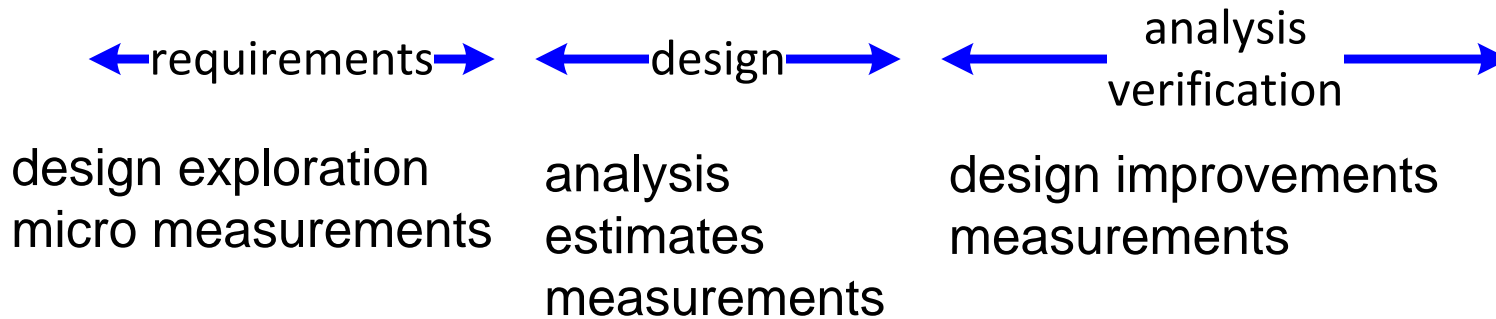 requirements
design
analysis
verification
design exploration
micro measurements
analysis
estimates
measurements
design improvements
measurements